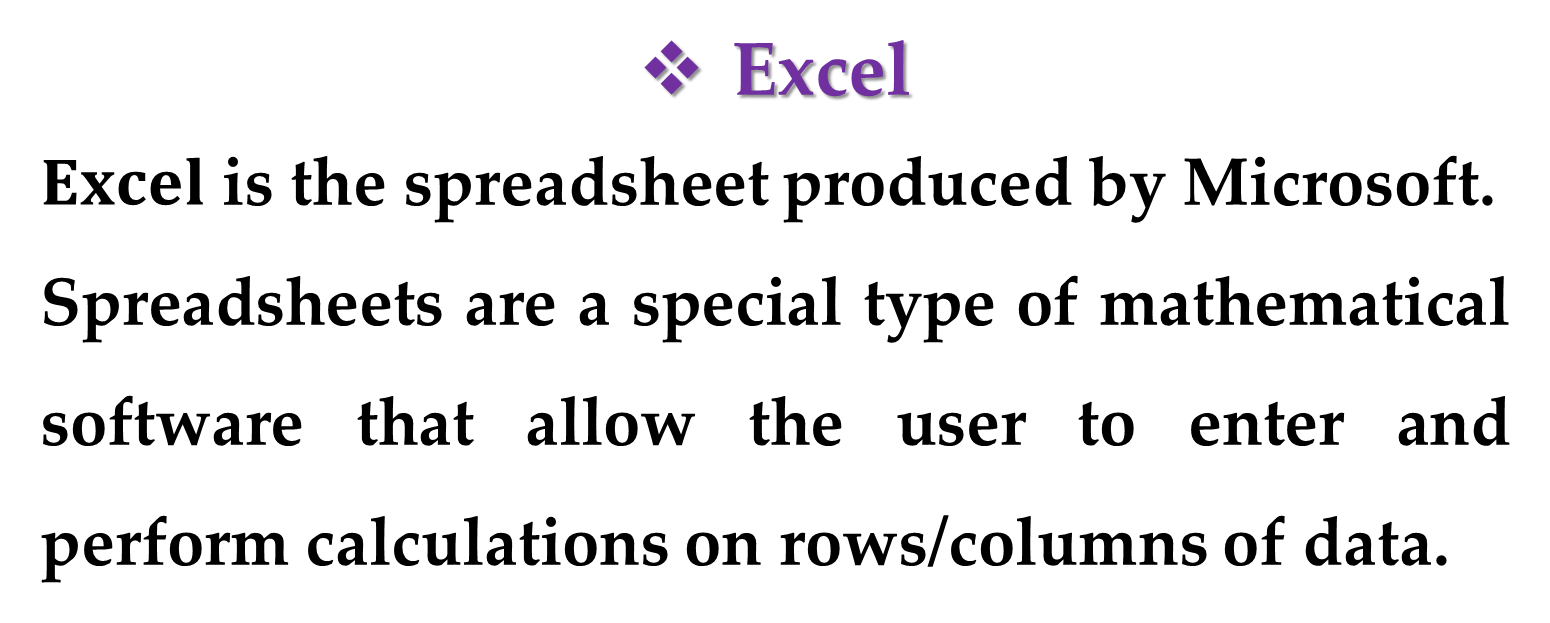 ❖ Excel
Excel is the spreadsheet produced by Microsoft.
Spreadsheets are a special type of mathematical
software that allow the user to enter and
perform calculations on rows/columns of data.